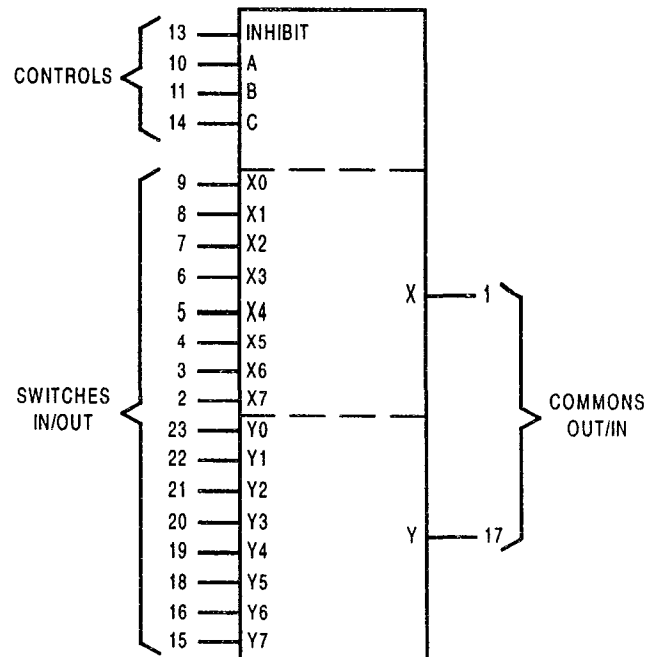 CONTROLS
13 INHIBIT
10 A
11 B
14 C
SWITCHES
IN/OUT
9 X0
8 X1
7 X2
6 X3
5 X4
4 X5
3 X6
2 X7
23 Y0
22 Y1
21 Y2
20 Y3
19 Y4
18 Y5
16 Y6
15 Y7
X 1
Y 17
COMMONS
OUT/IN